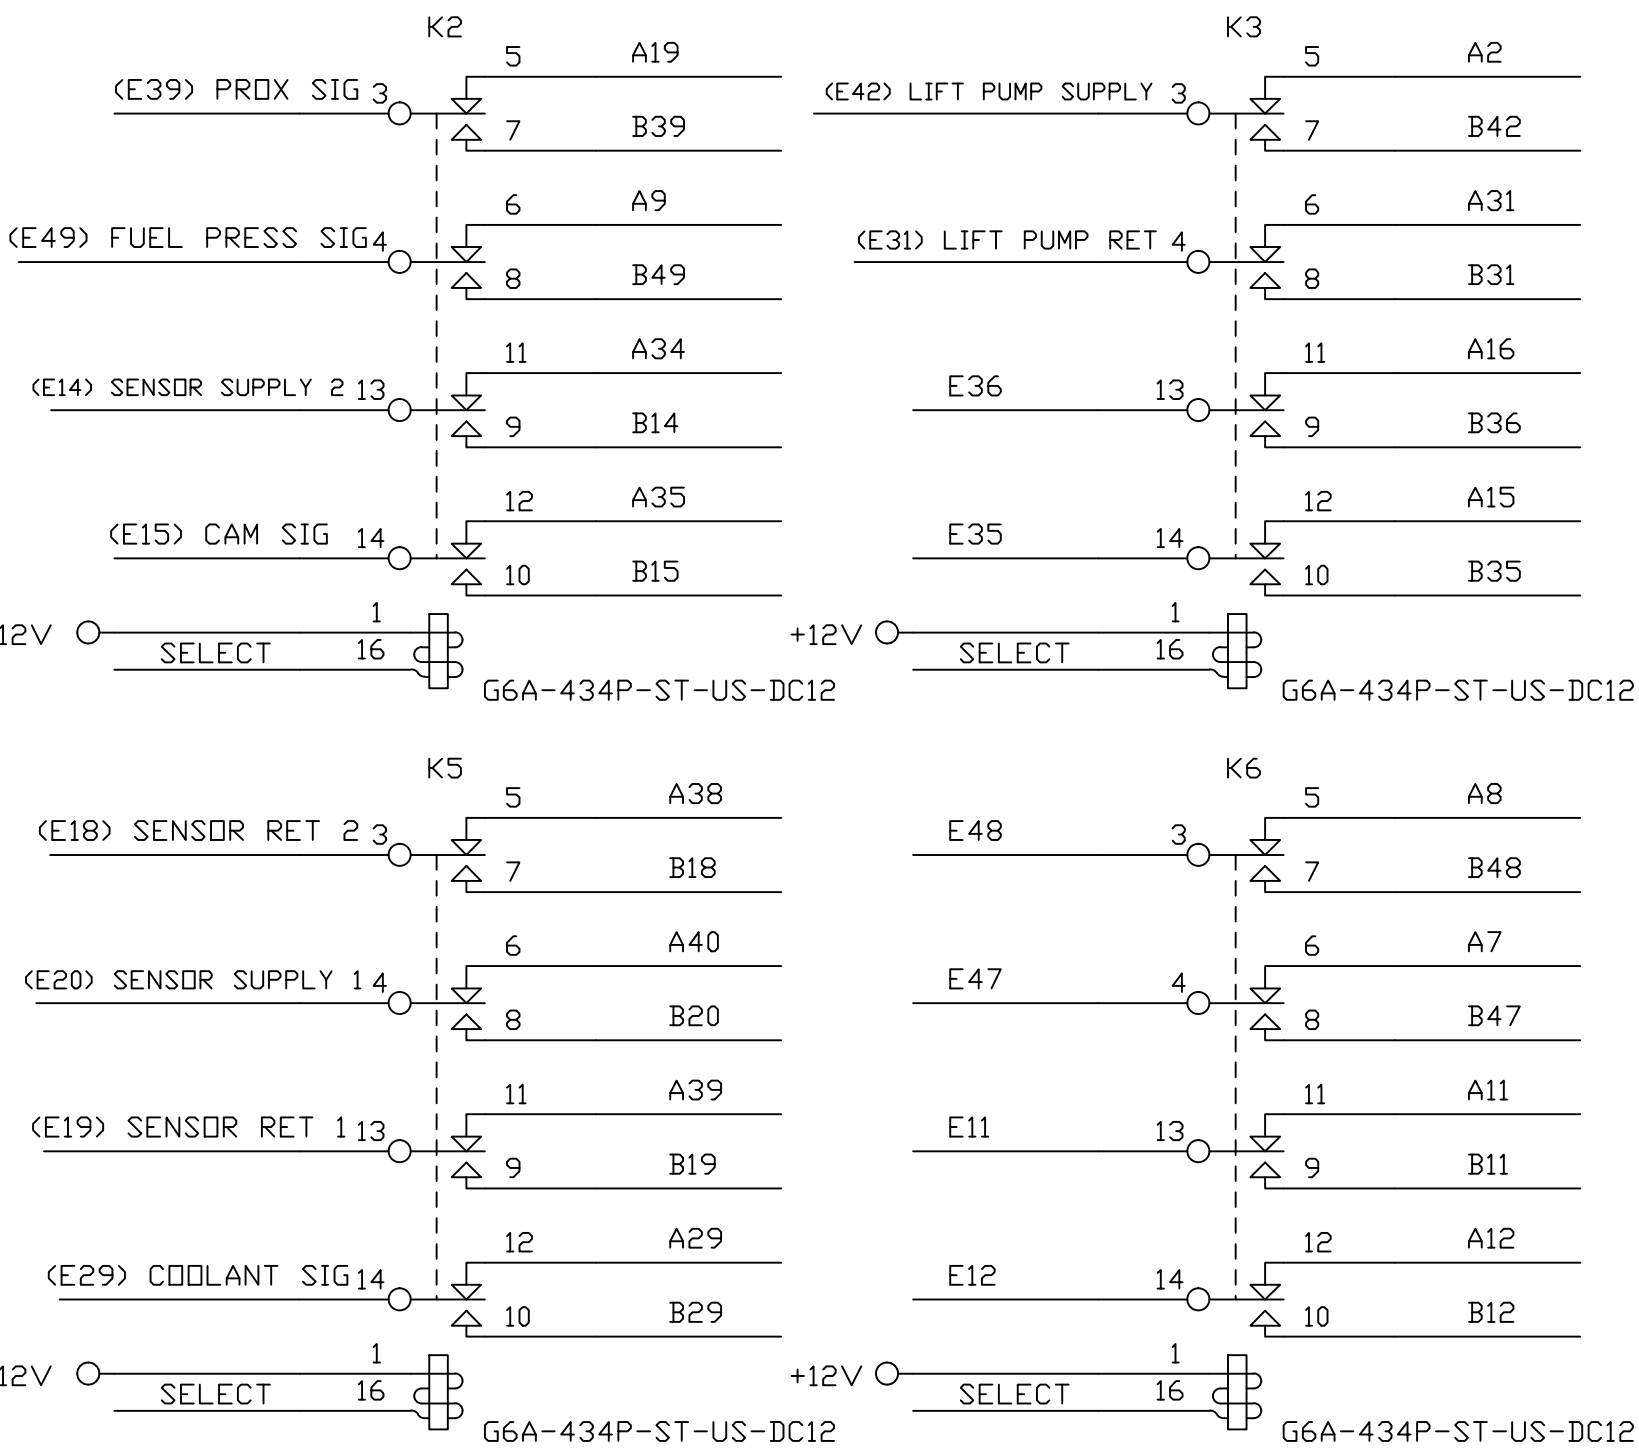 K2
5 A19
(E39) PROX SIG 3
7 B39
6 A9
(E49) FUEL PRESS SIG 4
8 B49
11 A34
(E14) SENSOR SUPPLY 2 13
9 B14
12 A35
(E15) CAM SIG 14
10 B15
1
12V
SELECT 16
G6A-434P-ST-US-DC12
K3
5 A2
(E42) LIFT PUMP SUPPLY 3
7 B42
6 A31
(E31) LIFT PUMP RET 4
8 B31
11 A16
E36 13
9 B36
12 A15
E35 14
10 B35
1
+12V
SELECT 16
G6A-434P-ST-US-DC12
K5
5 A38
(E18) SENSOR RET 2 3
7 B18
6 A40
(E20) SENSOR SUPPLY 1 4
8 B20
11 A39
(E19) SENSOR RET 1 13
9 B19
12 A29
(E29) COOLANT SIG 14
10 B29
1
12V
SELECT 16
G6A-434P-ST-US-DC12
K6
5 A8
E48 3
7 B48
6 A7
E47 4
8 B47
11 A11
E11 13
9 B11
12 A12
E12 14
10 B12
1
+12V
SELECT 16
G6A-434P-ST-US-DC12